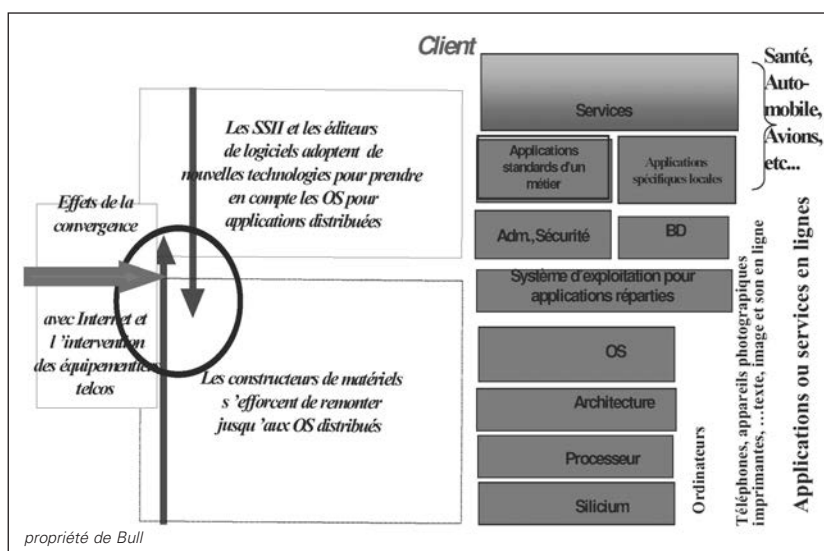 Client
Les SSII et les éditeurs
de logiciels adoptent de
nouvelles technologies pour prendre
en compte les OS pour
applications distribuées
Effets de la
convergence
avec Internet et
l ’intervention
des équipementiers
telcos
Les constructeurs de matériels
s ’efforcent de remonter
jusqu ’aux OS distribués
Services
Applications
standards d'un
métier
Applications
spécifiques locales
Adm.,Sécurité
BD
Système d'exploitation pour
applications réparties
OS
Architecture
Processeur
Silicium
Ordinateurs
Téléphones, appareils photograpiques
imprimantes, …texte, image et son en ligne
Applications ou services en lignes
Santé,
Auto-
mobile,
Avions,
etc...
propriété de Bull